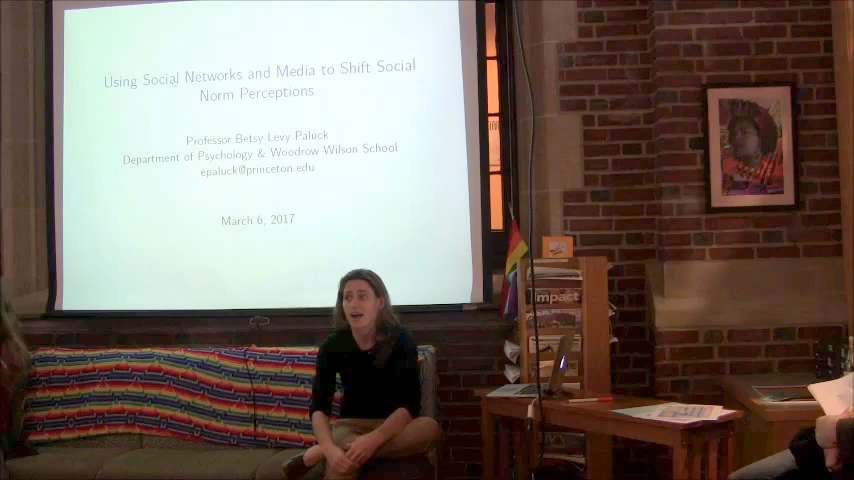 Using Social Networks and Media to Shift Social
Norm Perceptions
Professor Betsy Levy Paluck
Department of Psychology & Woodrow Wilson School
epaluck@princeton.edu
March 6, 2017
Impact